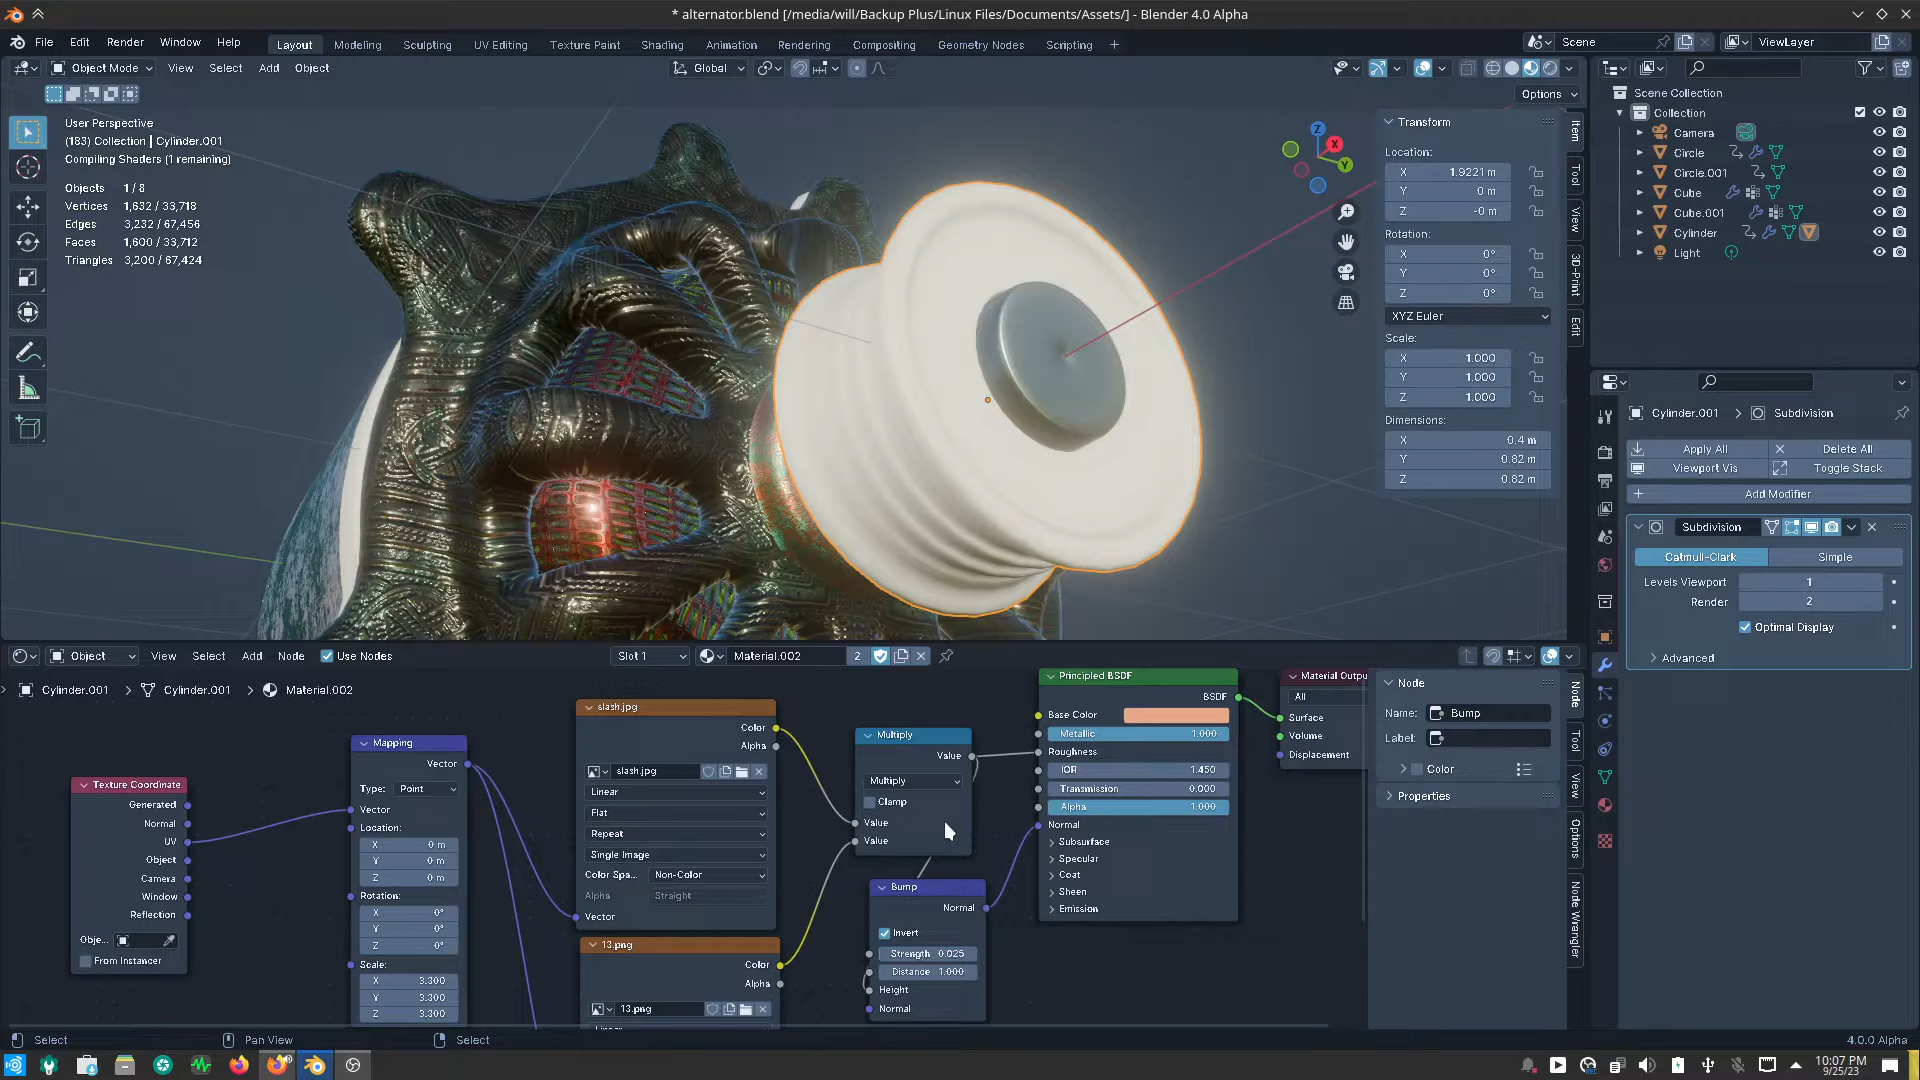 * alternator.blend [/media/will/Backup Plus/Linux Files/Documents/Assets/] - Blender 4.0 Alpha
File Edit Render Window Help
Layout Modeling Sculpting UV Editing Texture Paint Shading Animation Rendering Compositing Geometry Nodes Scripting +
Scene
ViewLayer
Object Mode View Select Add Object
Global
Options
User Perspective
(183) Collection | Cylinder.001
Compiling Shaders (1 remaining)
Objects 1 / 8
Vertices 1,632 / 33,718
Edges 3,232 / 67,456
Faces 1,600 / 33,712
Triangles 3,200 / 67,424
Z
X
Y
Transform
Location:
X 1.9221 m
Y 0 m
Z -0 m
Rotation:
X 0°
Y 0°
Z 0°
XYZ Euler
Scale:
X 1.000
Y 1.000
Z 1.000
Dimensions:
X 0.4 m
Y 0.82 m
Z 0.82 m
Item
Tool
View
3D-Print
Edit
Scene Collection
Collection
Camera
Circle
Circle.001
Cube
Cube.001
Cylinder
Light
Cylinder.001 > Subdivision
Apply All
Delete All
Viewport Vis
Toggle Stack
Add Modifier
Subdivision
Catmull-Clark
Simple
Levels Viewport 1
Render 2
Optimal Display
Advanced
Object View Select Add Node Use Nodes
Slot 1
Material.002 2
Cylinder.001 > Cylinder.001 > Material.002
Texture Coordinate
Generated
Normal
UV
Object
Camera
Window
Reflection
Obje...
From Instancer
Mapping
Vector
Type: Point
Vector
Location:
X 0 m
Y 0 m
Z 0 m
Rotation:
X 0°
Y 0°
Z 0°
Scale:
X 3.300
Y 3.300
Z 3.300
slash.jpg
Color
Alpha
slash.jpg
Linear
Flat
Repeat
Single Image
Color Spa... Non-Color
Alpha Straight
Vector
13.png
Color
Alpha
13.png
Linear
Multiply
Value
Multiply
Clamp
Value
Value
Bump
Normal
Invert
Strength 0.025
Distance 1.000
Height
Normal
Principled BSDF
BSDF
Base Color
Metallic 1.000
Roughness
IOR 1.450
Transmission 0.000
Alpha 1.000
Normal
Subsurface
Specular
Coat
Sheen
Emission
Material Outpu
All
Surface
Volume
Displacement
Node
Name: Bump
Label:
Color
Properties
Node
Tool
View
Options
Node Wrangler
Select
Pan View
Select
4.0.0 Alpha
10:07 PM
9/25/23